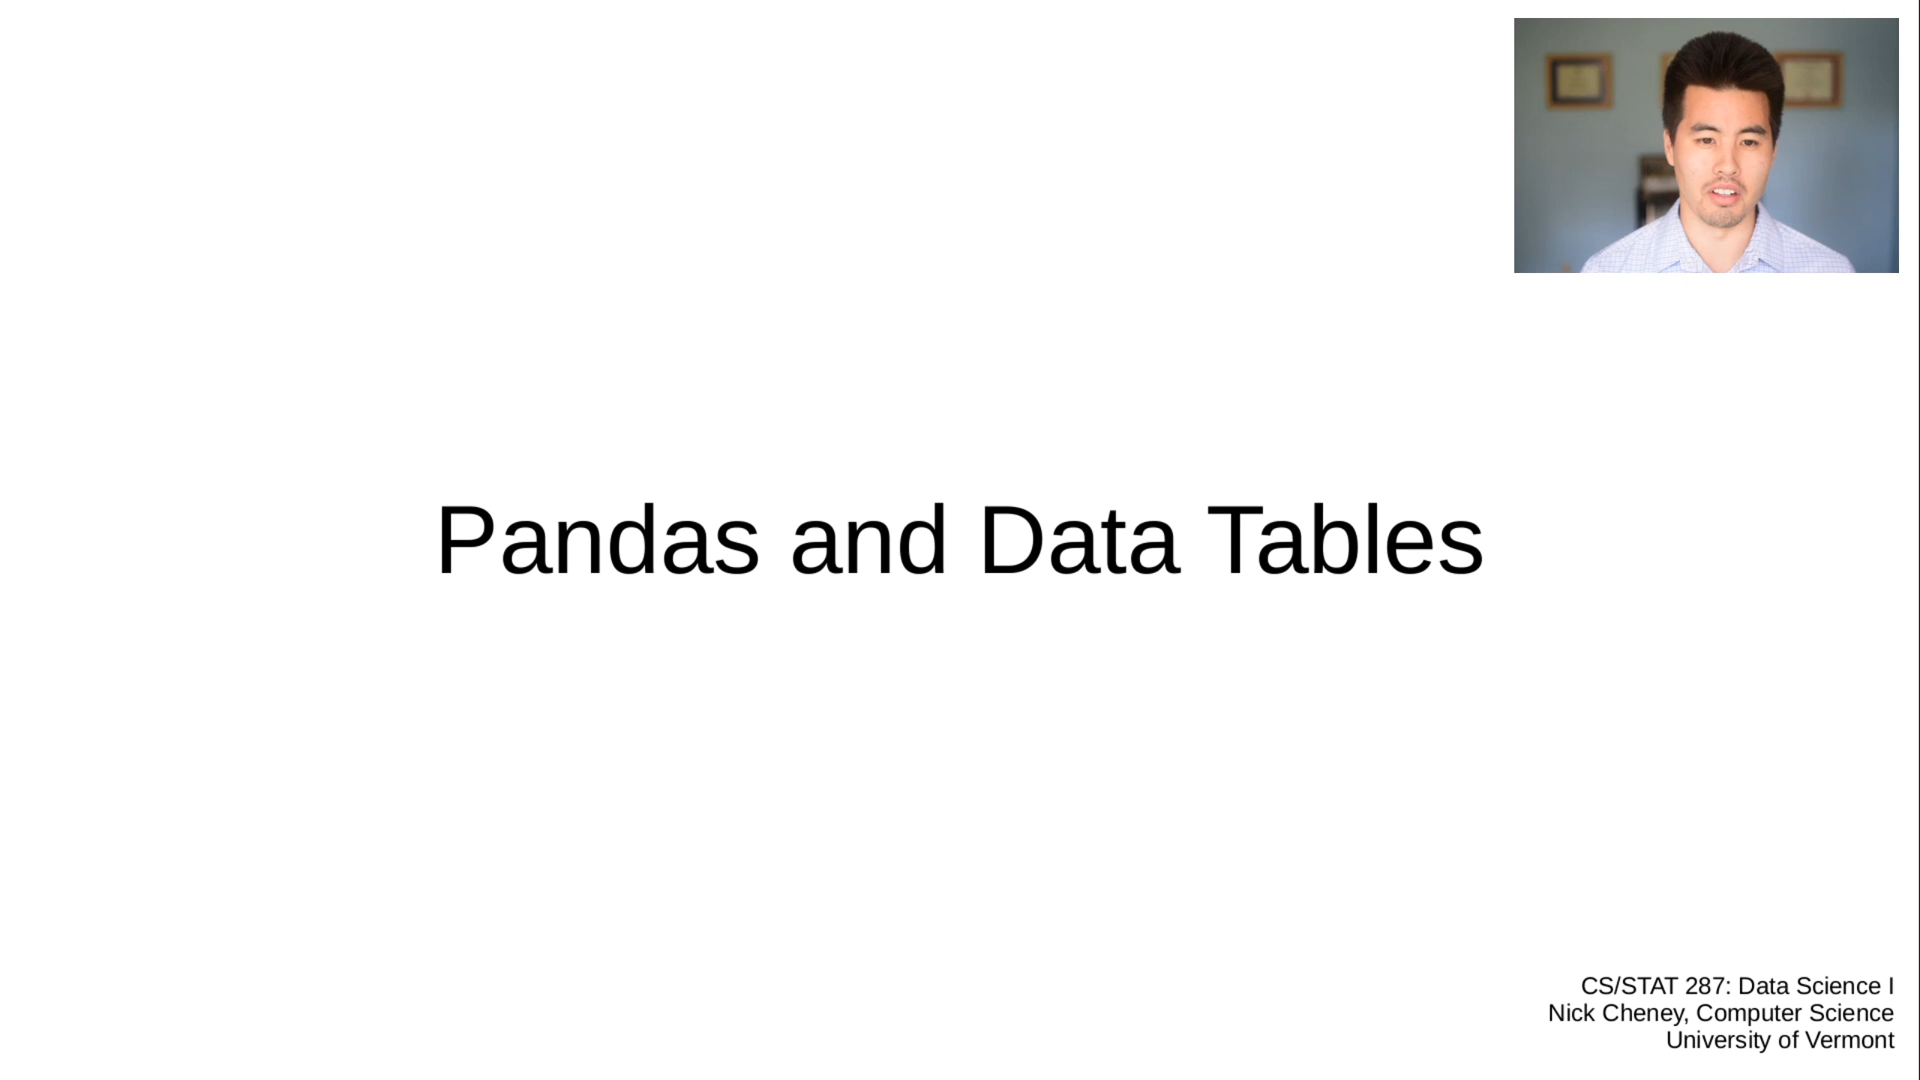 Pandas and Data Tables
CS/STAT 287: Data Science I
Nick Cheney, Computer Science
University of Vermont